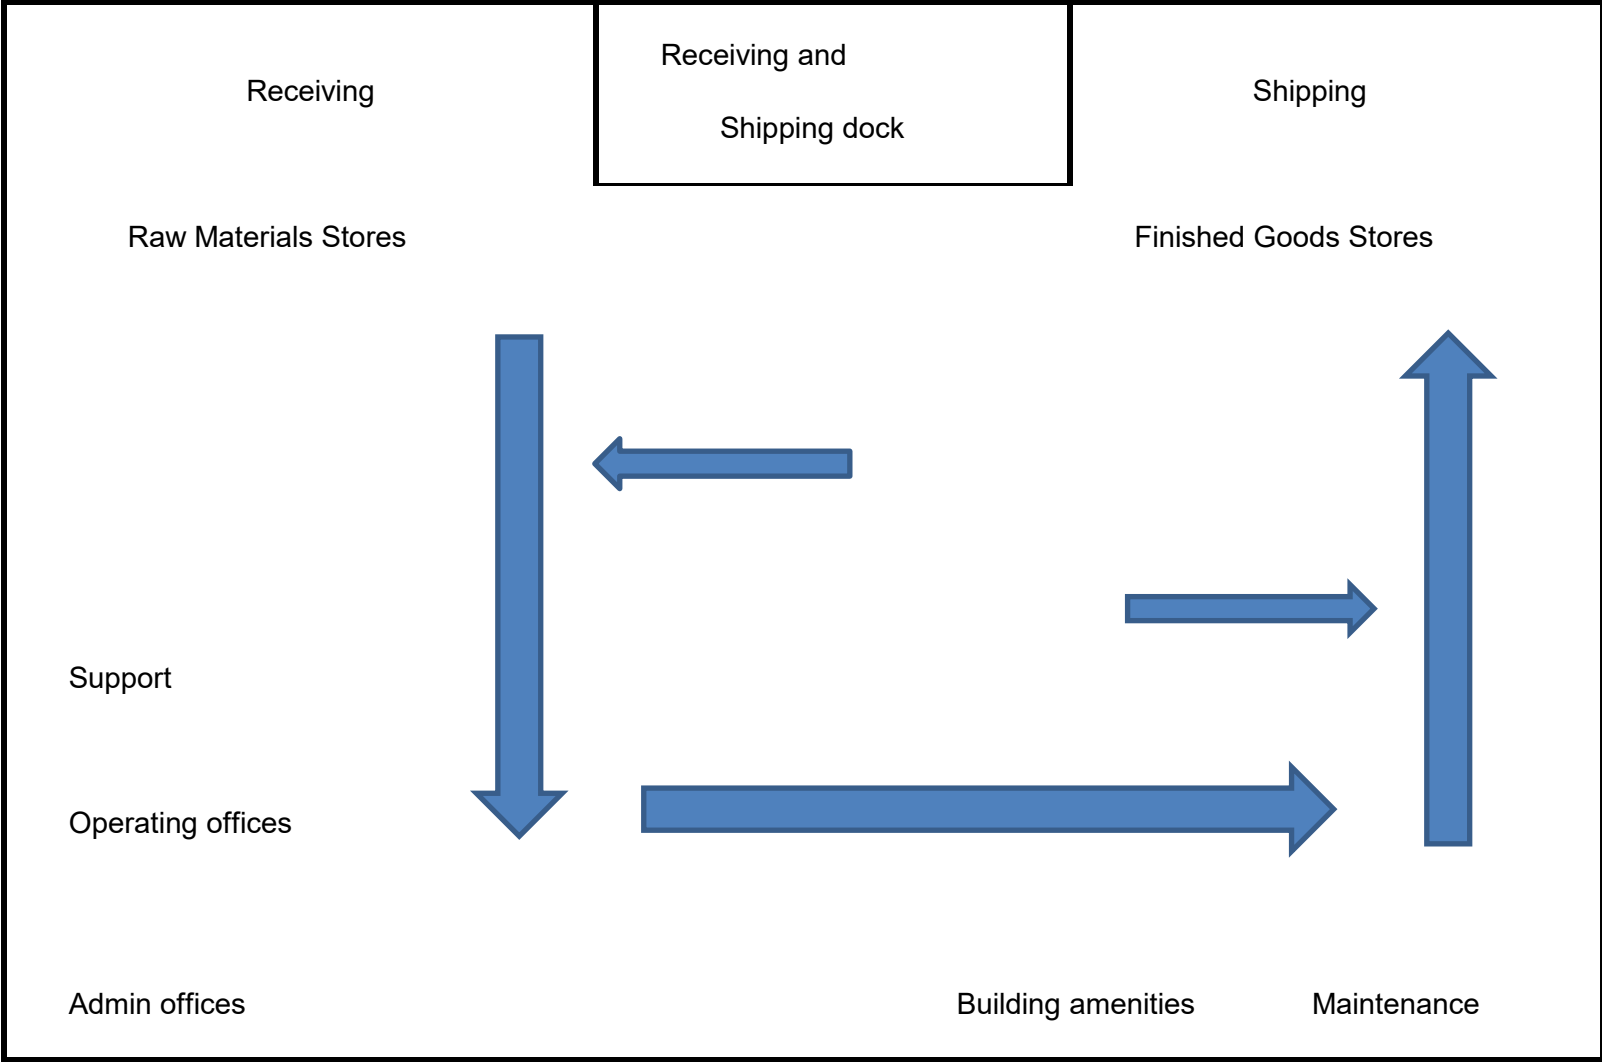 Receiving and
Receiving
Shipping
Shipping dock
Raw Materials Stores
Finished Goods Stores
Support
Operating offices
Admin offices
Building amenities
Maintenance